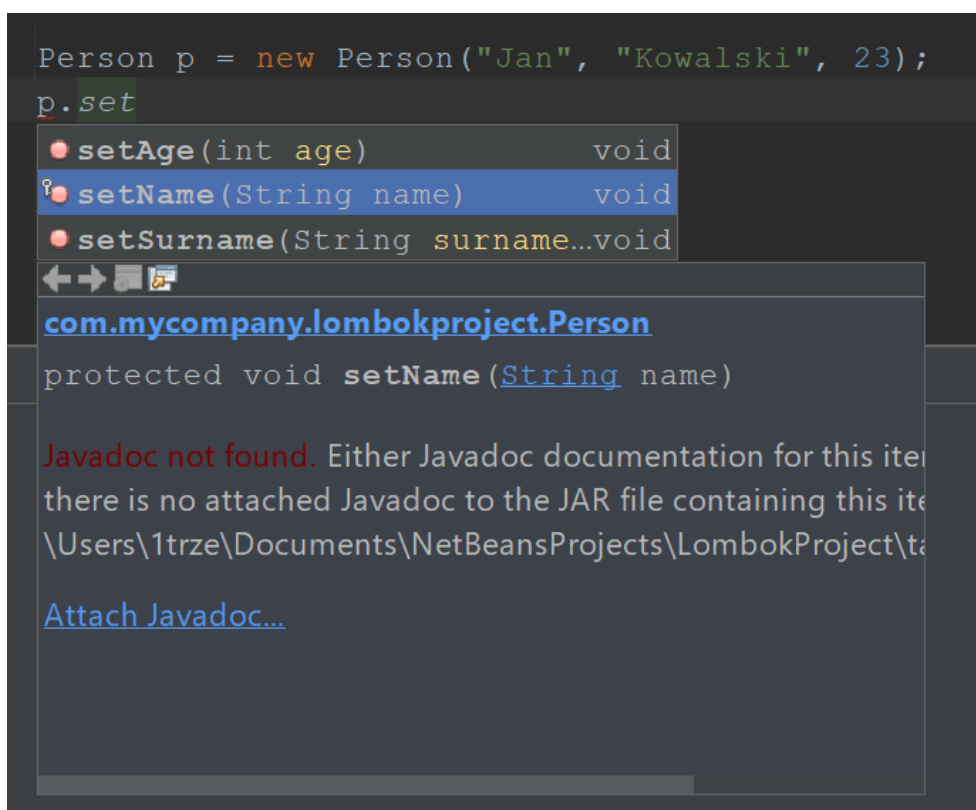 Person p = new Person("Jan", "Kowalski", 23);
p.set
setAge(int age) void
setName(String name) void
setSurname(String surname…void
com.mycompany.lombokproject.Person
protected void setName(String name)
Javadoc not found. Either Javadoc documentation for this iter
there is no attached Javadoc to the JAR file containing this ite
\Users\1trze\Documents\NetBeansProjects\LombokProject\ta
Attach Javadoc...